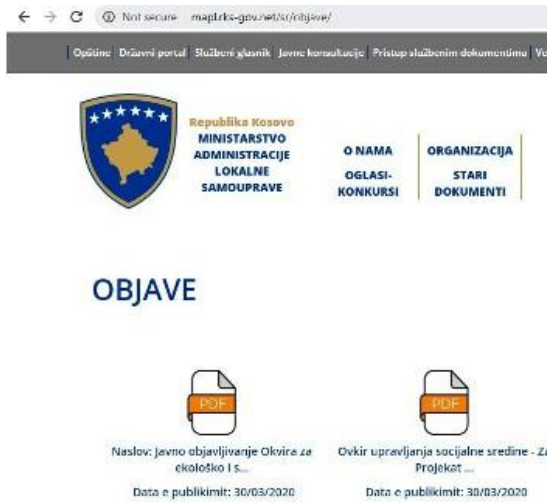 Not secure mapl.rks-gov.net/sr/objave/
Opštine Državni portal Službeni glasnik Javne konsultacije Pristup službenim dokumentima Ve
Republika Kosovo
MINISTARSTVO
ADMINISTRACIJE
LOKALNE
SAMOUPRAVE
O NAMA
ORGANIZACIJA
OGLASI-
KONKURSI
STARI
DOKUMENTI
OBJAVE
PDF
PDF
Naslov: Javno objavljivanje Okvira za
ekološko i s...
Data e publikimit: 30/03/2020
Ovkir upravljanja socijalne sredine - Za
Projekat ...
Data e publikimit: 30/03/2020